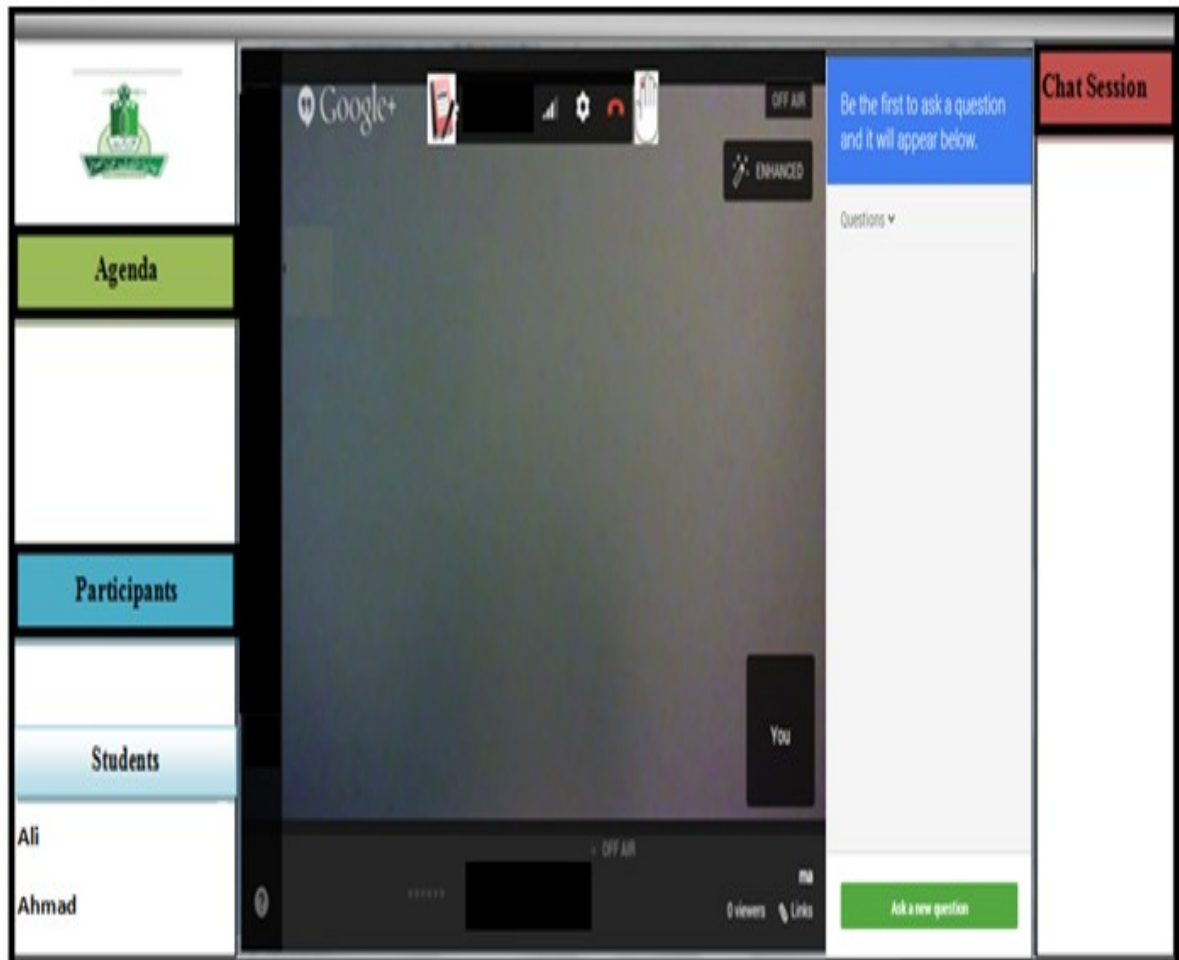 Agenda
Participants
Students
Ali
Ahmad
Google+
OFF AIR
ENHANCED
You
OFF AIR
ma
0 viewers
Links
?
Be the first to ask a question
and it will appear below.
Questions
Ask a new question
Chat Session